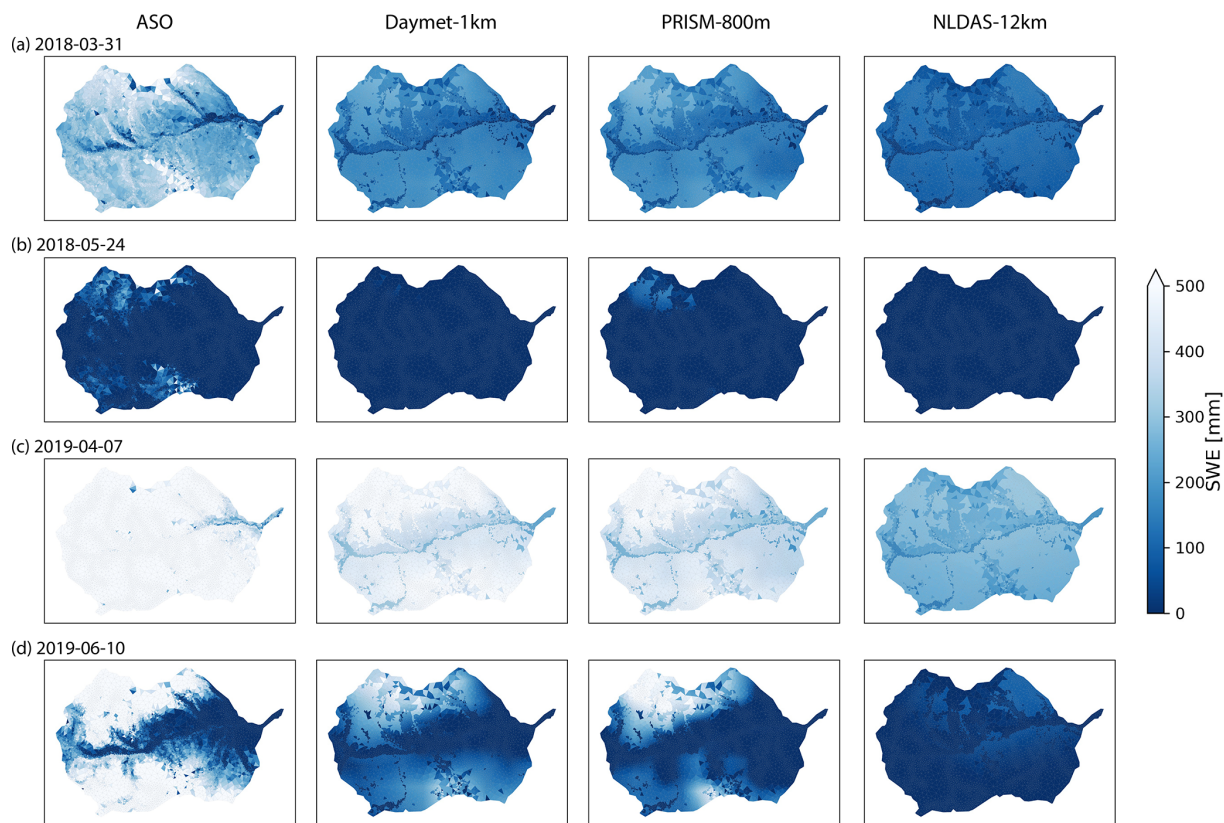 ASO Daymet-1km PRISM-800m NLDAS-12km
(a) 2018-03-31
(b) 2018-05-24
(c) 2019-04-07
(d) 2019-06-10
500
400
300
200
100
0
SWE [mm]